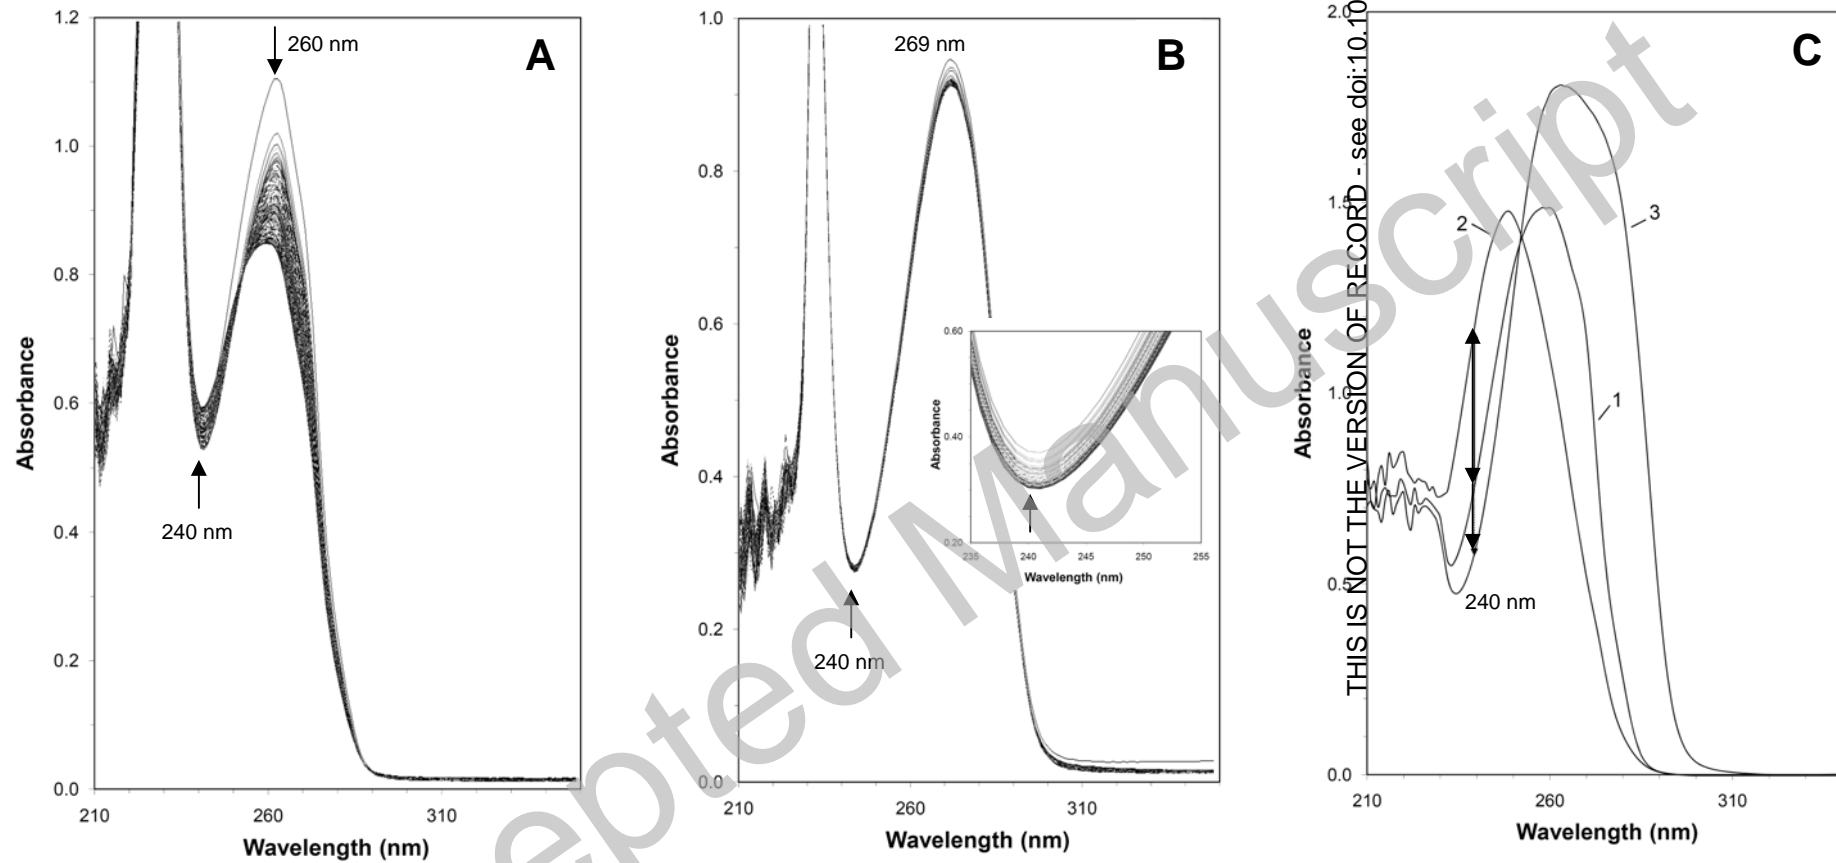 A
1.2
1.0
0.8
0.6
0.4
0.2
0.0
260 nm
240 nm
210
260
310
Absorbance
Wavelength (nm)
B
1.0
0.8
0.6
0.4
0.2
0.0
269 nm
240 nm
210
260
310
Absorbance
Wavelength (nm)
0.60
0.40
0.20
235
240
245
250
255
Absorbance
Wavelength (nm)
C
2.0
1.5
1.0
0.5
0.0
2
3
1
240 nm
210
260
310
Absorbance
Wavelength (nm)
THIS IS NOT THE VERSION OF RECORD - see doi:10.10
epted Manuscript